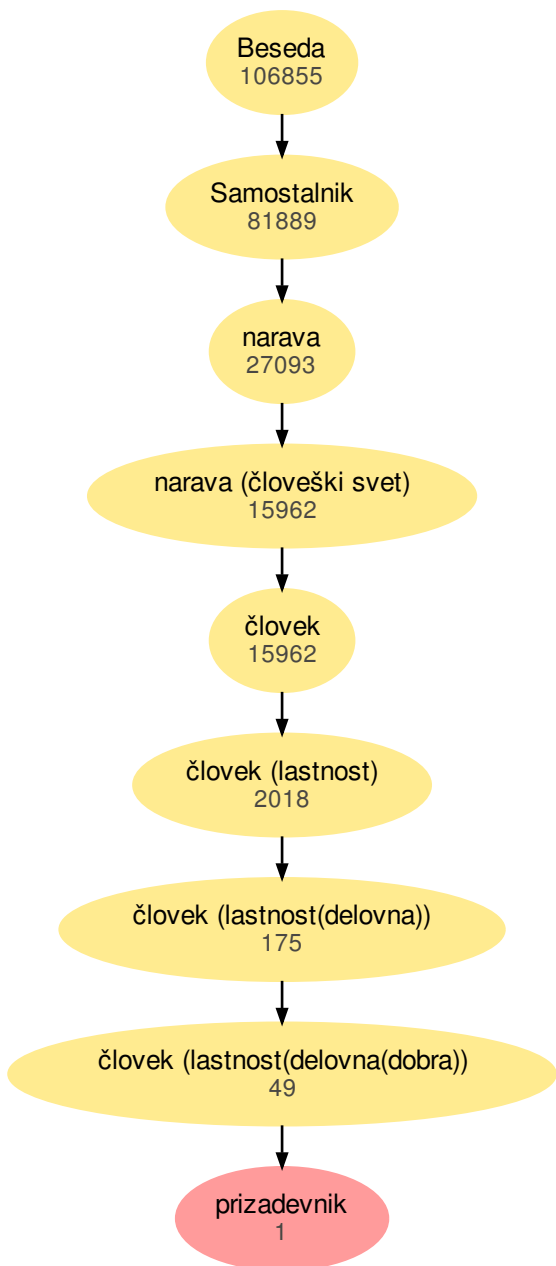 Beseda
106855
Samostalnik
81889
narava
27093
narava (človeški svet)
15962
človek
15962
človek (lastnost)
2018
človek (lastnost(delovna))
175
človek (lastnost(delovna(dobra))
49
prizadevnik
1